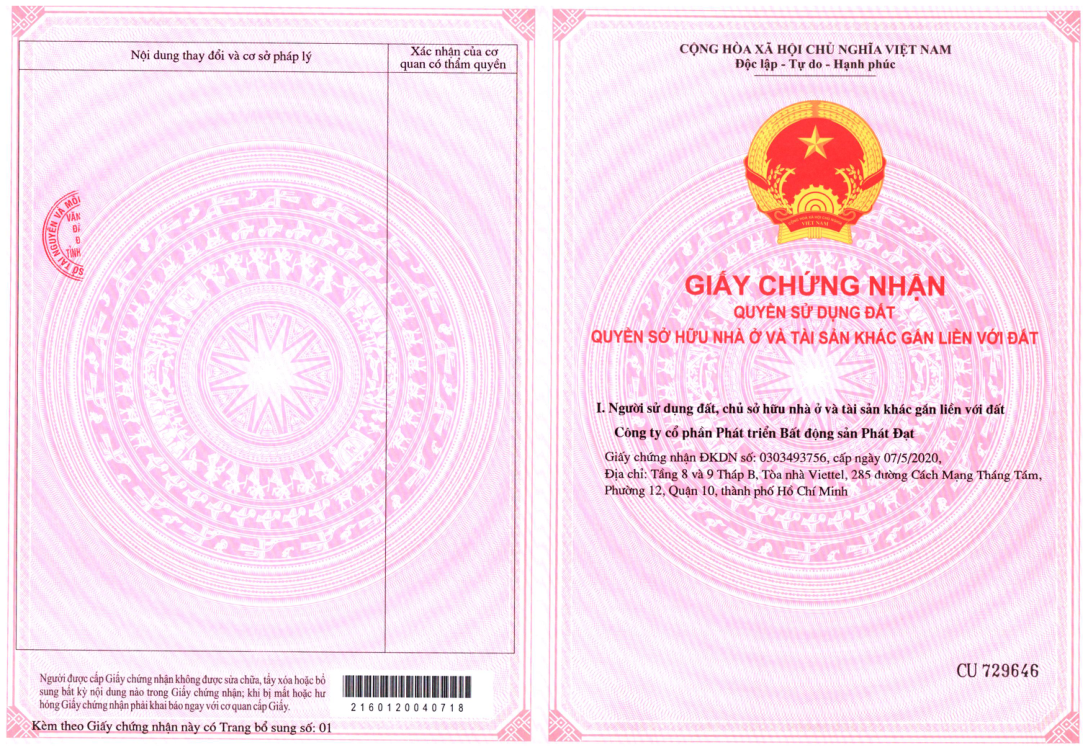 Nội dung thay đổi và cơ sở pháp lý
Xác nhận của cơ
quan có thẩm quyền
SỞ TÀI NGUYÊN VÀ MÔI
VĂN
TỈNH
Người được cấp Giấy chứng nhận không được sửa chữa, tẩy xóa hoặc bổ
sung bất kỳ nội dung nào trong Giấy chứng nhận; khi bị mất hoặc hư
hỏng Giấy chứng nhận phải khai báo ngay với cơ quan cấp Giấy.
2160120040718
Kèm theo Giấy chứng nhận này có Trang bổ sung số: 01
CỘNG HÒA XÃ HỘI CHỦ NGHĨA VIỆT NAM
Độc lập - Tự do - Hạnh phúc
VIỆT NAM
GIẤY CHỨNG NHẬN
QUYỀN SỬ DỤNG ĐẤT
QUYỀN SỞ HỮU NHÀ Ở VÀ TÀI SẢN KHÁC GẮN LIỀN VỚI ĐẤT
I. Người sử dụng đất, chủ sở hữu nhà ở và tài sản khác gắn liền với đất
Công ty cổ phần Phát triển Bất động sản Phát Đạt
Giấy chứng nhận ĐKDN số: 0303493756, cấp ngày 07/5/2020,
Địa chỉ: Tầng 8 và 9 Tháp B, Tòa nhà Viettel, 285 đường Cách Mạng Tháng Tám,
Phường 12, Quận 10, thành phố Hồ Chí Minh
CU 729646